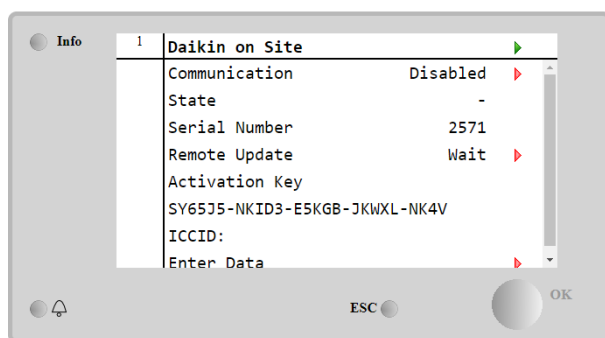 Info
1 Daikin on Site
Communication Disabled
State -
Serial Number 2571
Remote Update Wait
Activation Key
SY65J5-NKID3-E5KGB-JKWXL-NK4V
ICCID:
Enter Data
ESC
OK